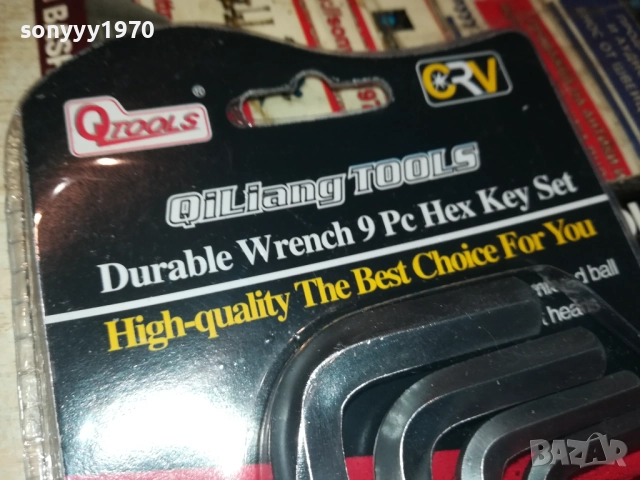 sonyyy1970
QTOOLS ®
CRV
QiLiang TOOLS
Durable Wrench 9 Pc Hex Key Set
High-quality The Best Choice For You
ball
BAZAR